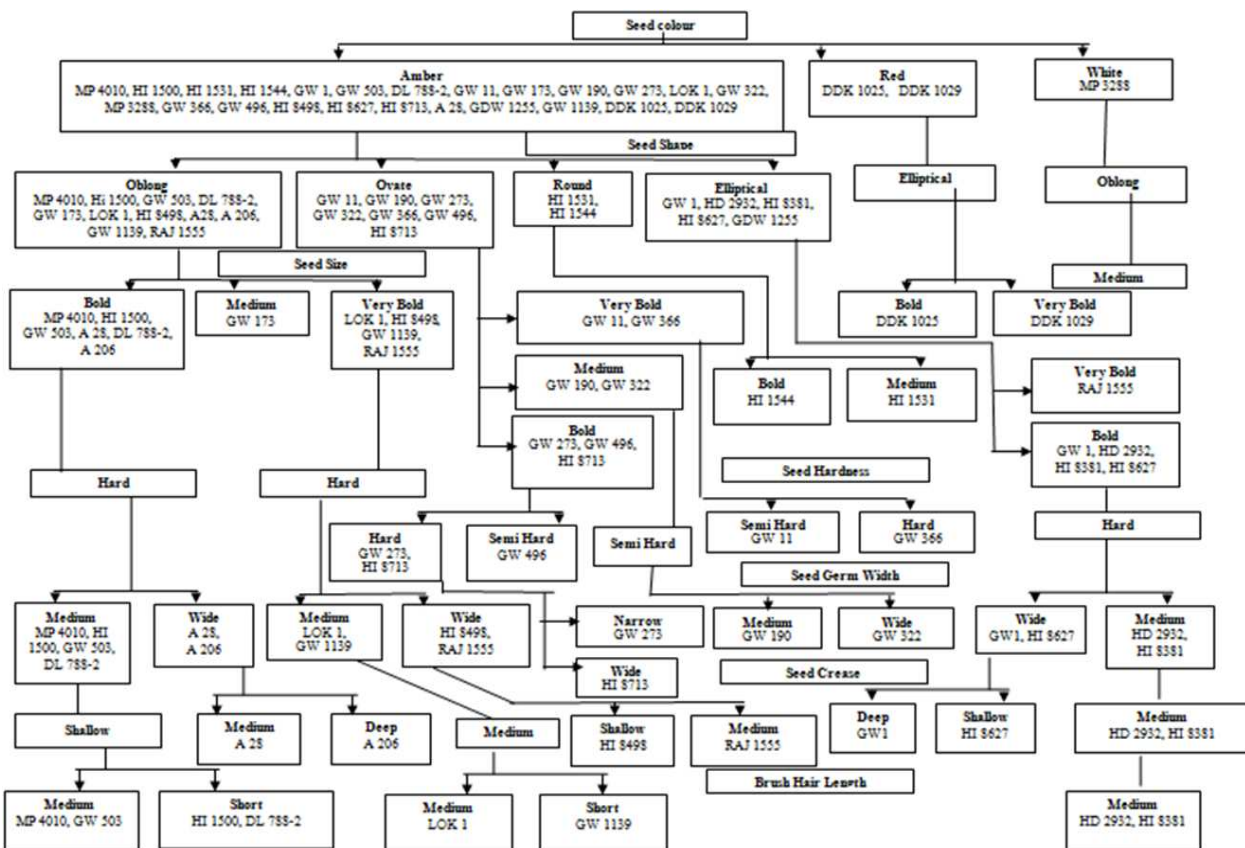 Seed colour
Amber
MP 4010, HI 1500, HI 1531, HI 1544, GW 1, GW 503, DL 788-2, GW 11, GW 173, GW 190, GW 273, LOK 1, GW 322,
MP 3288, GW 366, GW 496, HI 8498, HI 8627, HI 8713, A 28, GDW 1255, GW 1139, DDK 1025, DDK 1029
Red
DDK 1025, DDK 1029
White
MP 3288
Seed Shape
Oblong
MP 4010, Hi 1500, GW 503, DL 788-2,
GW 173, LOK 1, HI 8498, A28, A 206,
GW 1139, RAJ 1555
Ovate
GW 11, GW 190, GW 273,
GW 322, GW 366, GW 496,
HI 8713
Round
HI 1531,
HI 1544
Elliptical
GW 1, HD 2932, HI 8381,
HI 8627, GDW 1255
Elliptical
Oblong
Seed Size
Medium
Bold
MP 4010, HI 1500,
GW 503, A 28, DL 788-2,
A 206
Medium
GW 173
Very Bold
LOK 1, HI 8498,
GW 1139,
RAJ 1555
Very Bold
GW 11, GW 366
Bold
DDK 1025
Very Bold
DDK 1029
Medium
GW 190, GW 322
Bold
HI 1544
Medium
HI 1531
Very Bold
RAJ 1555
Bold
GW 273, GW 496,
HI 8713
Bold
GW 1, HD 2932,
HI 8381, HI 8627
Seed Hardness
Hard
Hard
Hard
GW 273,
HI 8713
Semi Hard
GW 496
Semi Hard
Semi Hard
GW 11
Hard
GW 366
Hard
Seed Germ Width
Medium
MP 4010, HI
1500, GW 503,
DL 788-2
Wide
A 28,
A 206
Medium
LOK 1,
GW 1139
Wide
HI 8498,
RAJ 1555
Narrow
GW 273
Medium
GW 190
Wide
GW 322
Wide
GW1, HI 8627
Medium
HD 2932,
HI 8381
Wide
HI 8713
Seed Crease
Shallow
Medium
A 28
Deep
A 206
Medium
Shallow
HI 8498
Medium
RAJ 1555
Deep
GW1
Shallow
HI 8627
Medium
HD 2932, HI 8381
Brush Hair Length
Medium
MP 4010, GW 503
Short
HI 1500, DL 788-2
Medium
LOK 1
Short
GW 1139
Medium
HD 2932, HI 8381